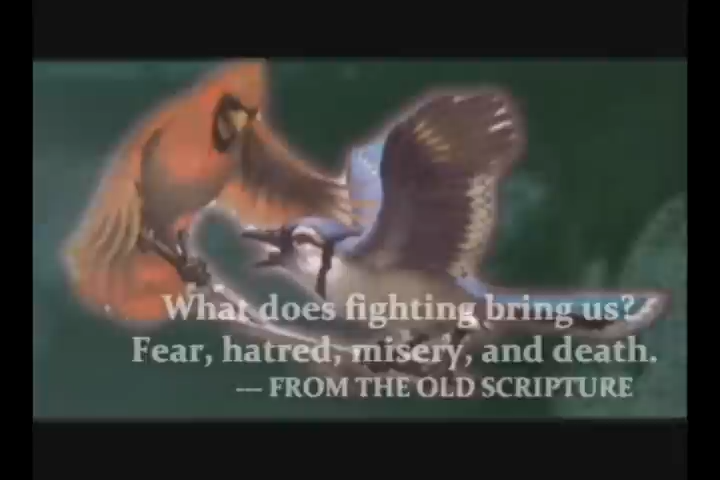 What does fighting bring us?
Fear, hatred, misery, and death.
— FROM THE OLD SCRIPTURE